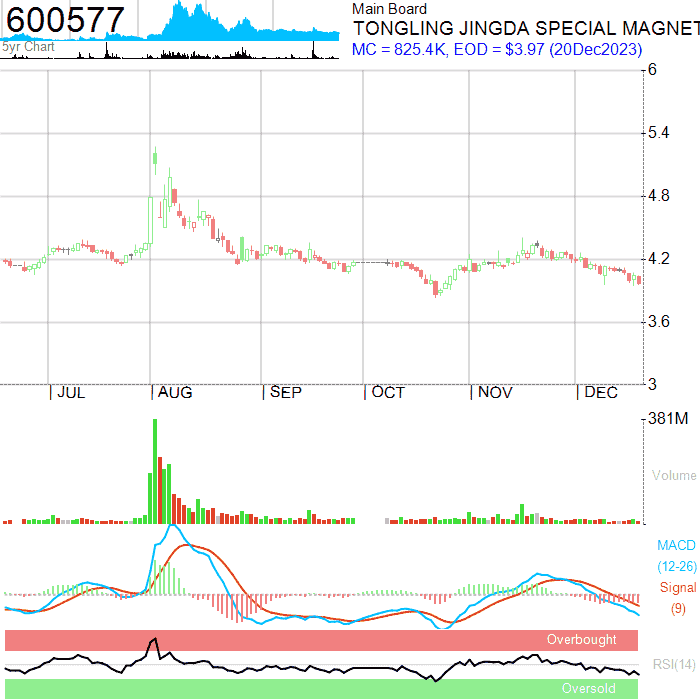 600577
5yr Chart
Main Board
TONGLING JINGDA SPECIAL MAGNET
MC = 825.4K, EOD = $3.97 (20Dec2023)
6
5.4
4.8
4.2
3.6
3
JUL AUG SEP OCT NOV DEC
381M
Volume
MACD
(12-26)
Signal
(9)
Overbought
RSI(14)
Oversold